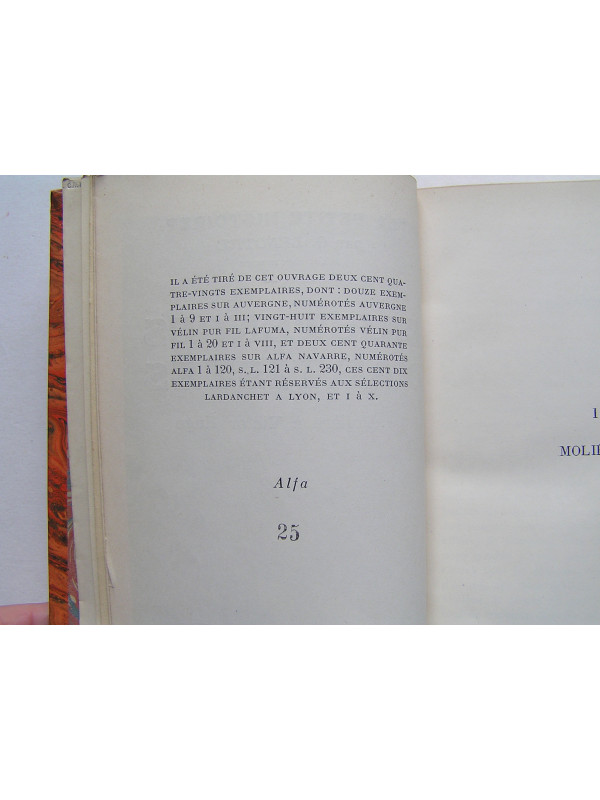 IL A ÉTÉ TIRÉ DE CET OUVRAGE DEUX CENT QUA-
TRE-VINGTS EXEMPLAIRES, DONT : DOUZE EXEM-
PLAIRES SUR AUVERGNE, NUMÉROTÉS AUVERGNE
1 à 9 ET I à III; VINGT-HUIT EXEMPLAIRES SUR
VÉLIN PUR FIL LAFUMA, NUMÉROTÉS VÉLIN PUR
FIL 1 à 20 ET I à VIII, ET DEUX CENT QUARANTE
EXEMPLAIRES SUR ALFA NAVARRE, NUMÉROTÉS
ALFA 1 à 120, S. L. 121 à S. L. 230, CES CENT DIX
EXEMPLAIRES ÉTANT RÉSERVÉS AUX SÉLECTIONS
LARDANCHET A LYON, ET I à X.
Alfa
25
1
MOLIÉ